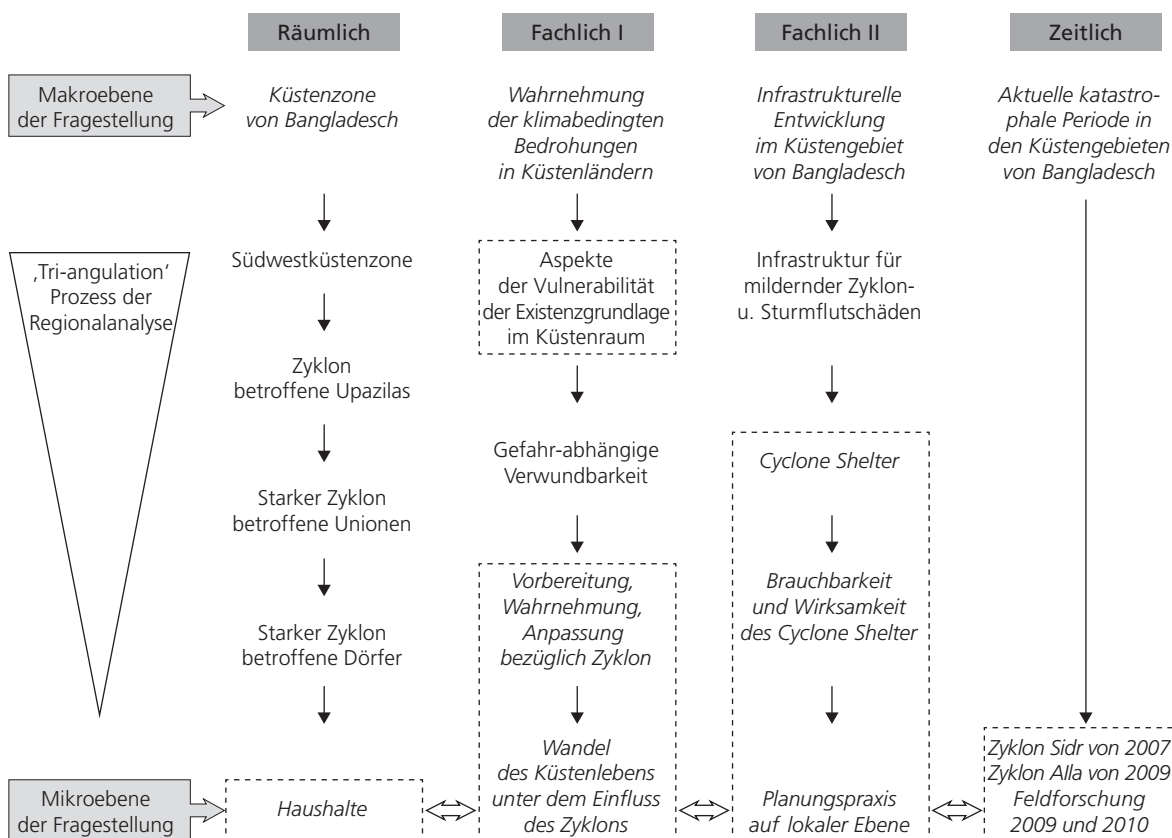 Räumlich
Fachlich I
Fachlich II
Zeitlich
Makroebene
der Fragestellung
Küstenzone
von Bangladesch
Wahrnehmung
der klimabedingten
Bedrohungen
in Küstenländern
Infrastrukturelle
Entwicklung
im Küstengebiet
von Bangladesch
Aktuelle katastro-
phale Periode in
den Küstengebieten
von Bangladesch
‚Tri-angulation‘
Prozess der
Regionalanalyse
Südwestküstenzone
Aspekte
der Vulnerabilität
der Existenzgrundlage
im Küstenraum
Infrastruktur für
mildernder Zyklon-
u. Sturmflutschäden
Zyklon
betroffene Upazilas
Gefahr-abhängige
Verwundbarkeit
Cyclone Shelter
Starker Zyklon
betroffene Unionen
Vorbereitung,
Wahrnehmung,
Anpassung
bezüglich Zyklon
Brauchbarkeit
und Wirksamkeit
des Cyclone Shelter
Starker Zyklon
betroffene Dörfer
Mikroebene
der Fragestellung
Haushalte
Wandel
des Küstenlebens
unter dem Einfluss
des Zyklons
Planungspraxis
auf lokaler Ebene
Zyklon Sidr von 2007
Zyklon Alla von 2009
Feldforschung
2009 und 2010